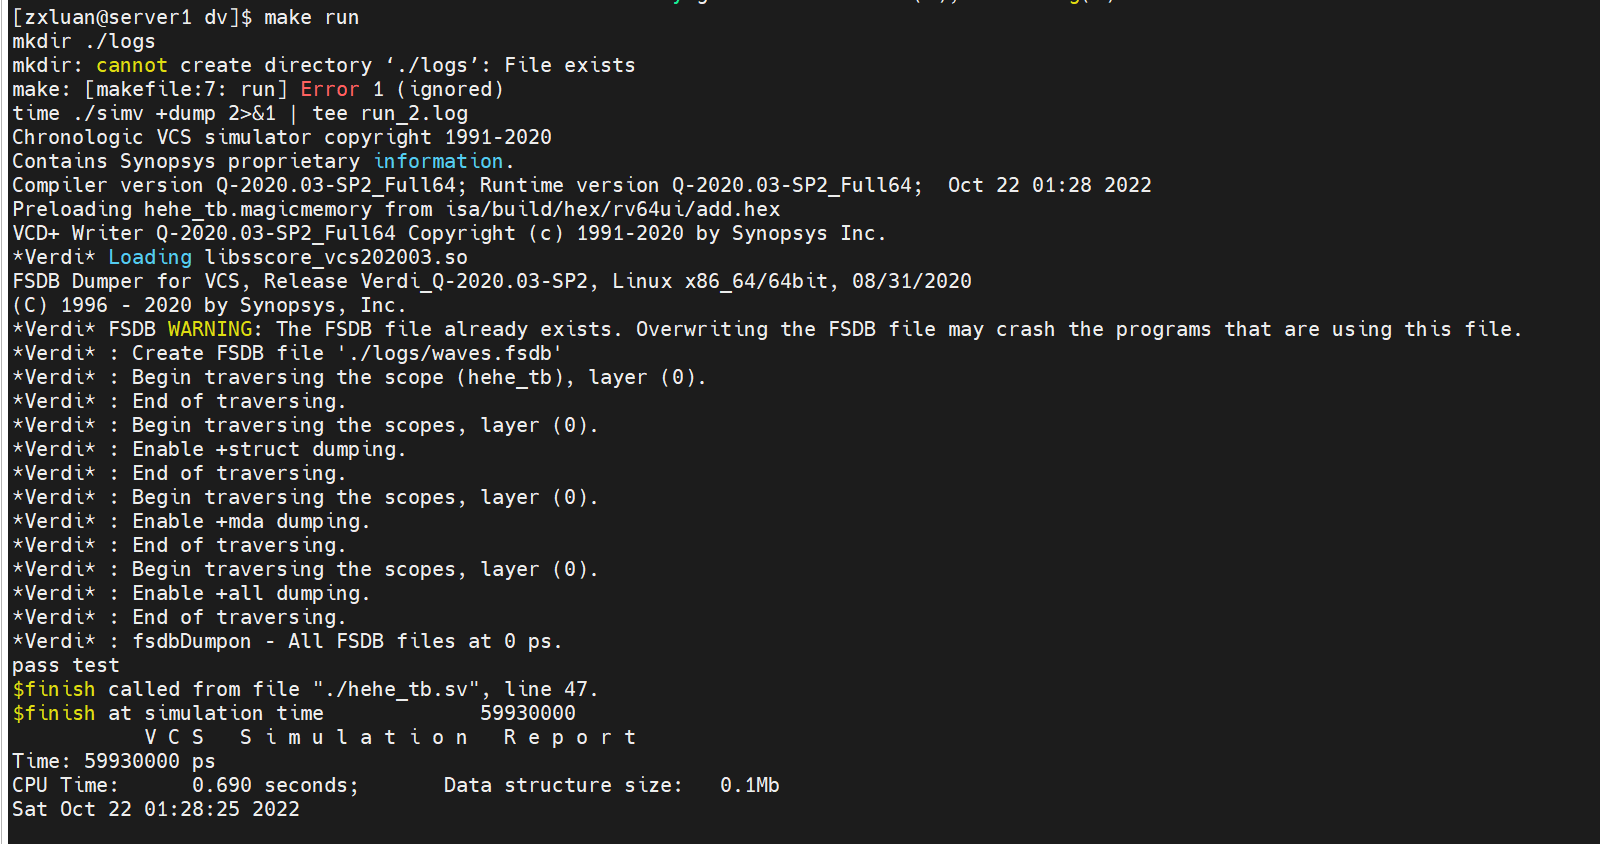 [zxluan@server1 dv]$ make run
mkdir ./logs
mkdir: cannot create directory ‘./logs’: File exists
make: [makefile:7: run] Error 1 (ignored)
time ./simv +dump 2>&1 | tee run_2.log
Chronologic VCS simulator copyright 1991-2020
Contains Synopsys proprietary information.
Compiler version Q-2020.03-SP2_Full64; Runtime version Q-2020.03-SP2_Full64;  Oct 22 01:28 2022
Preloading hehe_tb.magicmemory from isa/build/hex/rv64ui/add.hex
VCD+ Writer Q-2020.03-SP2_Full64 Copyright (c) 1991-2020 by Synopsys Inc.
*Verdi* Loading libsscore_vcs202003.so
FSDB Dumper for VCS, Release Verdi_Q-2020.03-SP2, Linux x86_64/64bit, 08/31/2020
(C) 1996 - 2020 by Synopsys, Inc.
*Verdi* FSDB WARNING: The FSDB file already exists. Overwriting the FSDB file may crash the programs that are using this file.
*Verdi* : Create FSDB file './logs/waves.fsdb'
*Verdi* : Begin traversing the scope (hehe_tb), layer (0).
*Verdi* : End of traversing.
*Verdi* : Begin traversing the scopes, layer (0).
*Verdi* : Enable +struct dumping.
*Verdi* : End of traversing.
*Verdi* : Begin traversing the scopes, layer (0).
*Verdi* : Enable +mda dumping.
*Verdi* : End of traversing.
*Verdi* : Begin traversing the scopes, layer (0).
*Verdi* : Enable +all dumping.
*Verdi* : End of traversing.
*Verdi* : fsdbDumpon - All FSDB files at 0 ps.
pass test
$finish called from file "./hehe_tb.sv", line 47.
$finish at simulation time             59930000
V C S   S i m u l a t i o n   R e p o r t
Time: 59930000 ps
CPU Time:      0.690 seconds;       Data structure size:   0.1Mb
Sat Oct 22 01:28:25 2022